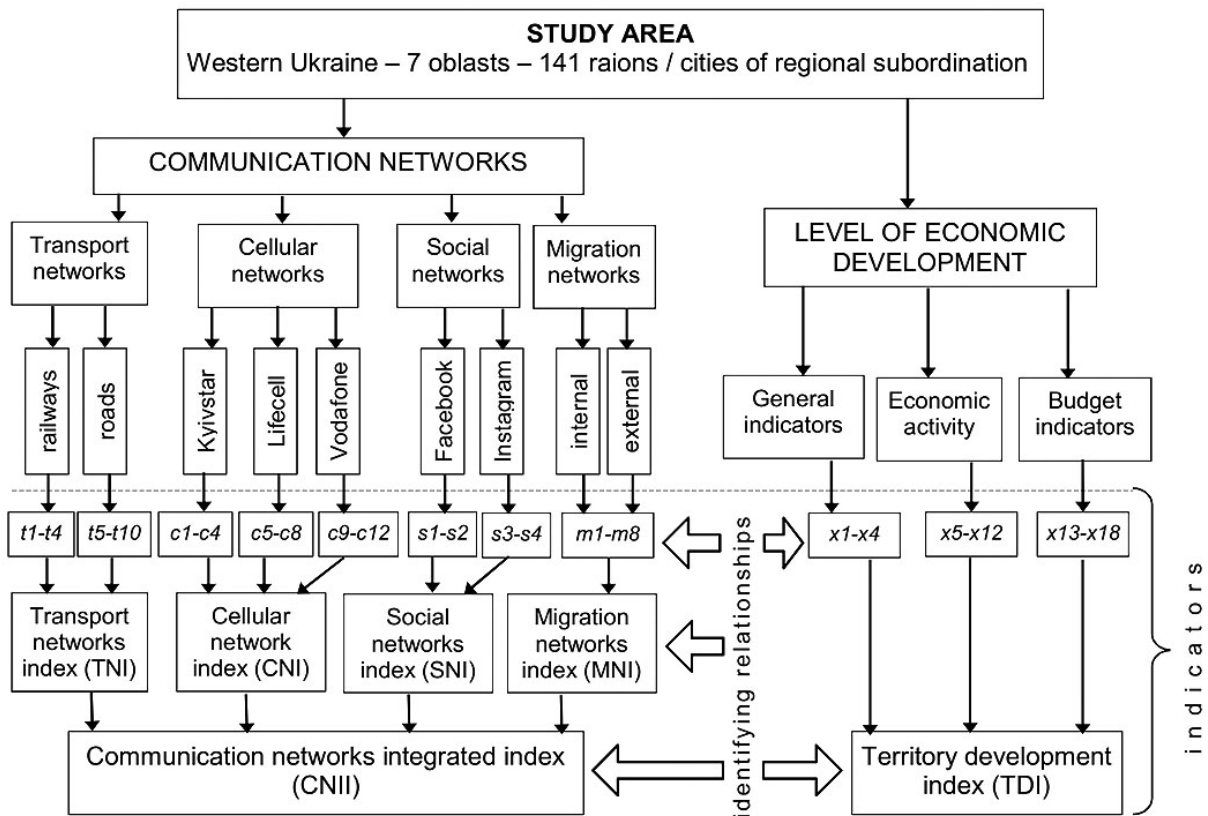 STUDY AREA
Western Ukraine – 7 oblasts – 141 raions / cities of regional subordination
COMMUNICATION NETWORKS
Transport
networks
Cellular
networks
Social
networks
Migration
networks
LEVEL OF ECONOMIC
DEVELOPMENT
railways
roads
Kyivstar
Lifecell
Vodafone
Facebook
Instagram
internal
external
General
indicators
Economic
activity
Budget
indicators
t1-t4
t5-t10
c1-c4
c5-c8
c9-c12
s1-s2
s3-s4
m1-m8
x1-x4
x5-x12
x13-x18
Transport
networks
index (TNI)
Cellular
network
index (CNI)
Social
networks
index (SNI)
Migration
networks
index (MNI)
identifying relationships
indicators
Communication networks integrated index
(CNII)
Territory development
index (TDI)